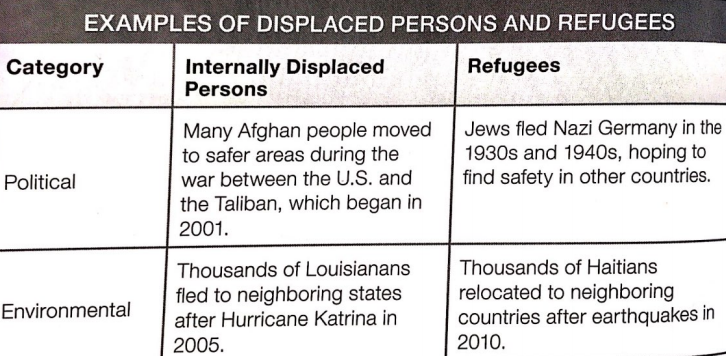 EXAMPLES OF DISPLACED PERSONS AND REFUGEES
Category
Internally Displaced
Persons
Refugees
Political
Many Afghan people moved
to safer areas during the
war between the U.S. and
the Taliban, which began in
2001.
Jews fled Nazi Germany in the
1930s and 1940s, hoping to
find safety in other countries.
Environmental
Thousands of Louisianans
fled to neighboring states
after Hurricane Katrina in
2005.
Thousands of Haitians
relocated to neighboring
countries after earthquakes in
2010.